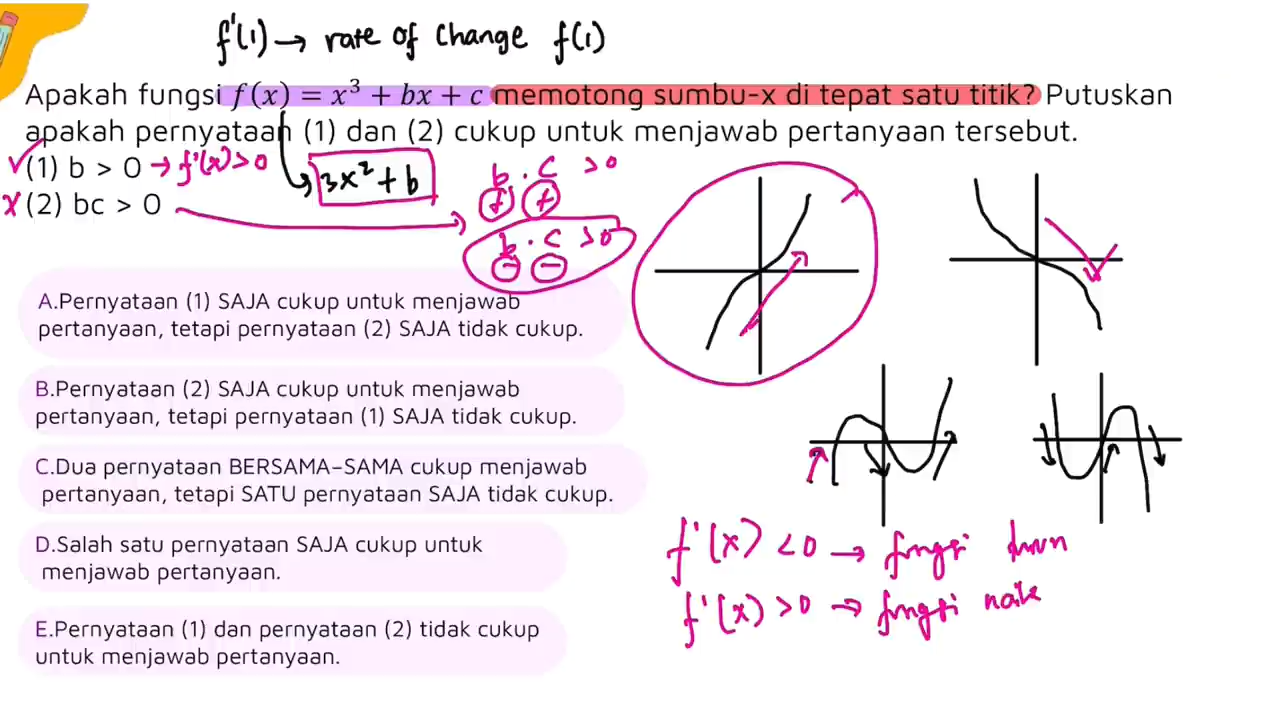 f'(1) → rate of change f(1)
Apakah fungsi f(x) = x³ + bx + c memotong sumbu-x di tepat satu titik? Putuskan
apakah pernyataan (1) dan (2) cukup untuk menjawab pertanyaan tersebut.
✓(1) b > 0 → f'(x) > 0
3x² + b
x(2) bc > 0
b . c > 0
+ +
b . c > 0
− −
A.Pernyataan (1) SAJA cukup untuk menjawab
pertanyaan, tetapi pernyataan (2) SAJA tidak cukup.
B.Pernyataan (2) SAJA cukup untuk menjawab
pertanyaan, tetapi pernyataan (1) SAJA tidak cukup.
C.Dua pernyataan BERSAMA-SAMA cukup menjawab
pertanyaan, tetapi SATU pernyataan SAJA tidak cukup.
D.Salah satu pernyataan SAJA cukup untuk
menjawab pertanyaan.
E.Pernyataan (1) dan pernyataan (2) tidak cukup
untuk menjawab pertanyaan.
f'(x) < 0 → fungsi turun
f'(x) > 0 → fungsi naik